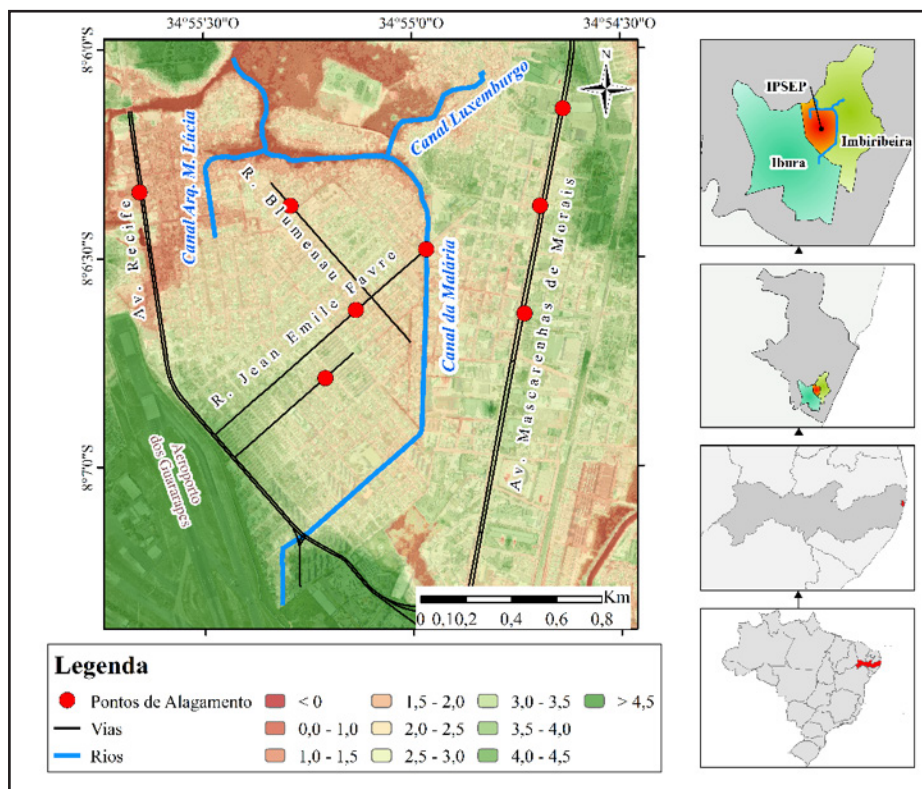 34°55'30"O
34°55'0"O
34°54'30"O
8°6'0"S
8°6'30"S
8°7'0"S
N
Canal Luxemburgo
Canal Arq. M. Lúcia
R. Blumenau
Av. Recife
R. Jean Emile Favre
Canal da Malária
Av. Mascarenhas de Morais
Aeroporto
dos Guararapes
Km
0 0,10,2 0,4 0,6 0,8
IPSEP
Imbiribeira
Ibura
Legenda
Pontos de Alagamento
Vias
Rios
< 0
0,0 - 1,0
1,0 - 1,5
1,5 - 2,0
2,0 - 2,5
2,5 - 3,0
3,0 - 3,5
3,5 - 4,0
4,0 - 4,5
> 4,5